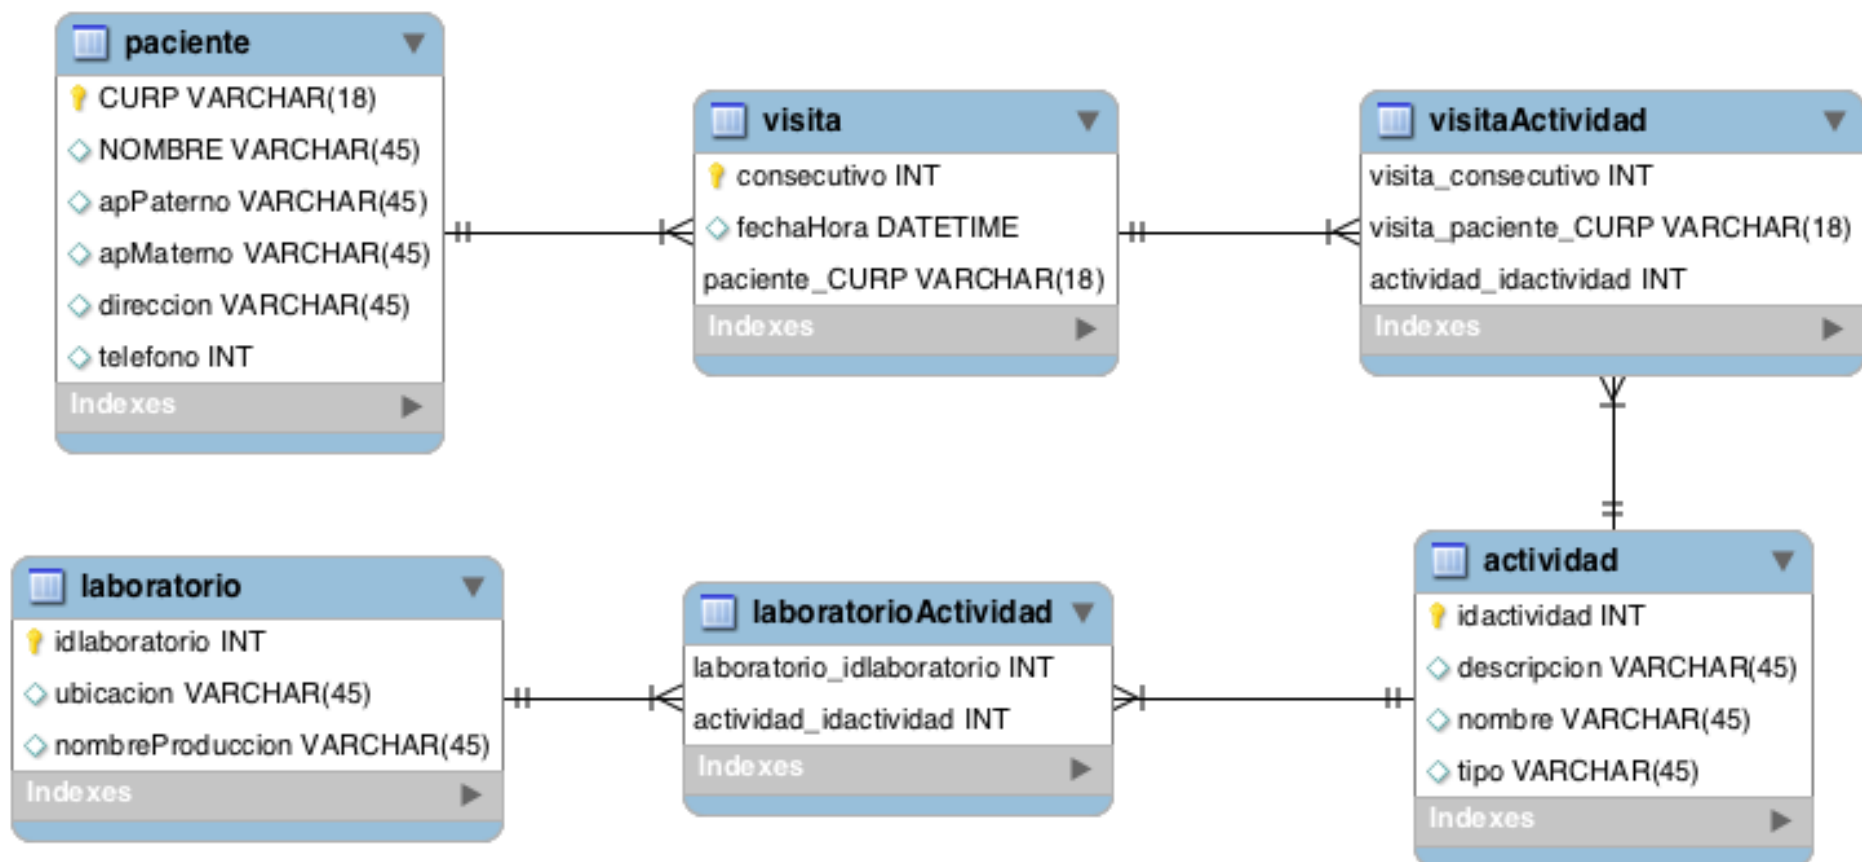 paciente
CURP VARCHAR(18)
NOMBRE VARCHAR(45)
apPaterno VARCHAR(45)
apMaterno VARCHAR(45)
direccion VARCHAR(45)
telefono INT
Indexes
visita
consecutivo INT
fechaHora DATETIME
paciente_CURP VARCHAR(18)
Indexes
visitaActividad
visita_consecutivo INT
visita_paciente_CURP VARCHAR(18)
actividad_idactividad INT
Indexes
laboratorio
idlaboratorio INT
ubicacion VARCHAR(45)
nombreProduccion VARCHAR(45)
Indexes
laboratorioActividad
laboratorio_idlaboratorio INT
actividad_idactividad INT
Indexes
actividad
idactividad INT
descripcion VARCHAR(45)
nombre VARCHAR(45)
tipo VARCHAR(45)
Indexes